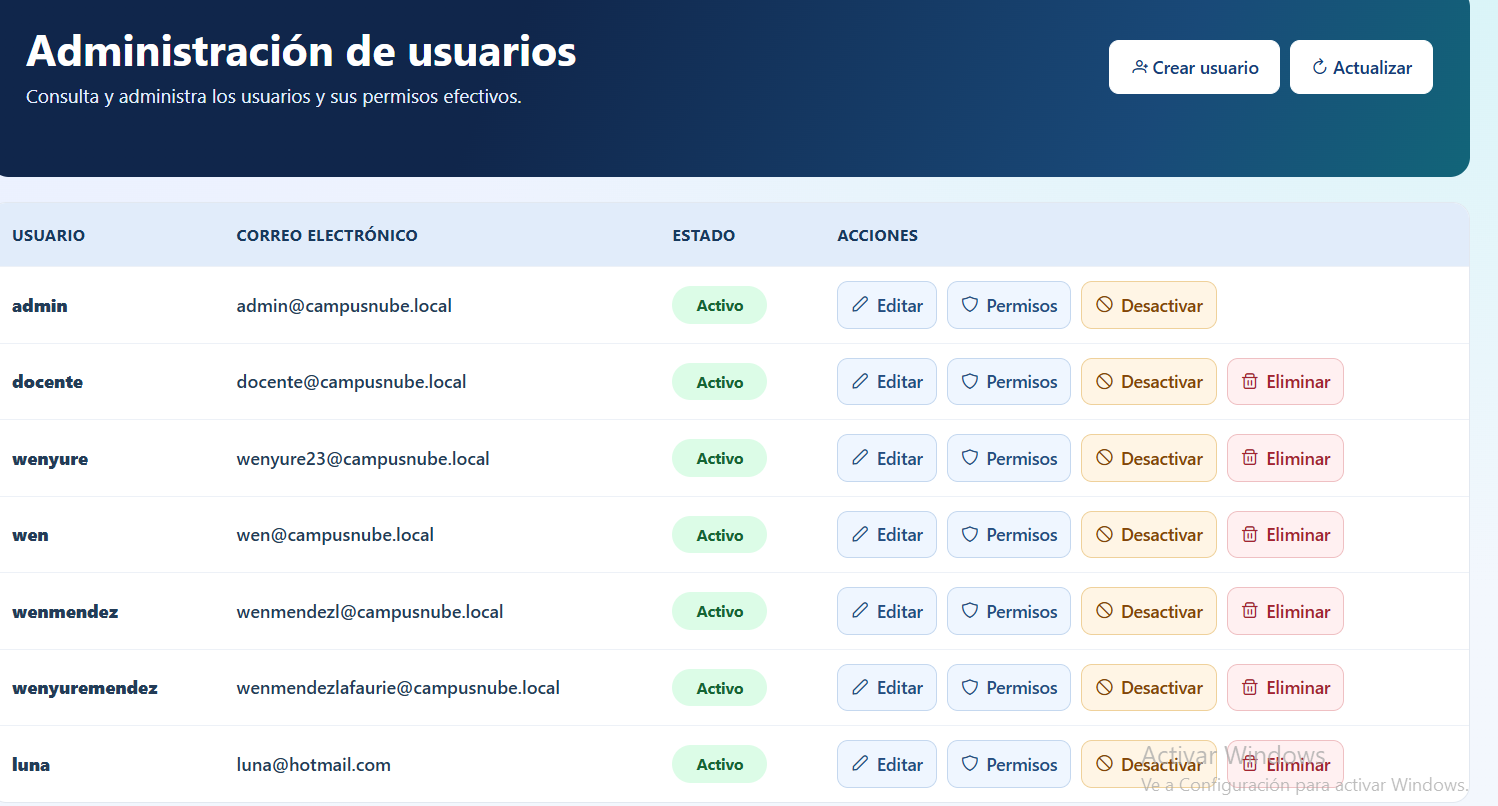 Administración de usuarios
Consulta y administra los usuarios y sus permisos efectivos.
Crear usuario Actualizar
USUARIO CORREO ELECTRÓNICO ESTADO ACCIONES
admin admin@campusnube.local Activo Editar Permisos Desactivar
docente docente@campusnube.local Activo Editar Permisos Desactivar Eliminar
wenyure wenyure23@campusnube.local Activo Editar Permisos Desactivar Eliminar
wen wen@campusnube.local Activo Editar Permisos Desactivar Eliminar
wenmendez wenmendezl@campusnube.local Activo Editar Permisos Desactivar Eliminar
wenyuremendez wenmendezlafaurie@campusnube.local Activo Editar Permisos Desactivar Eliminar
luna luna@hotmail.com Activo Editar Permisos Desactivar Eliminar
Activar Windows
Ve a Configuración para activar Windows.